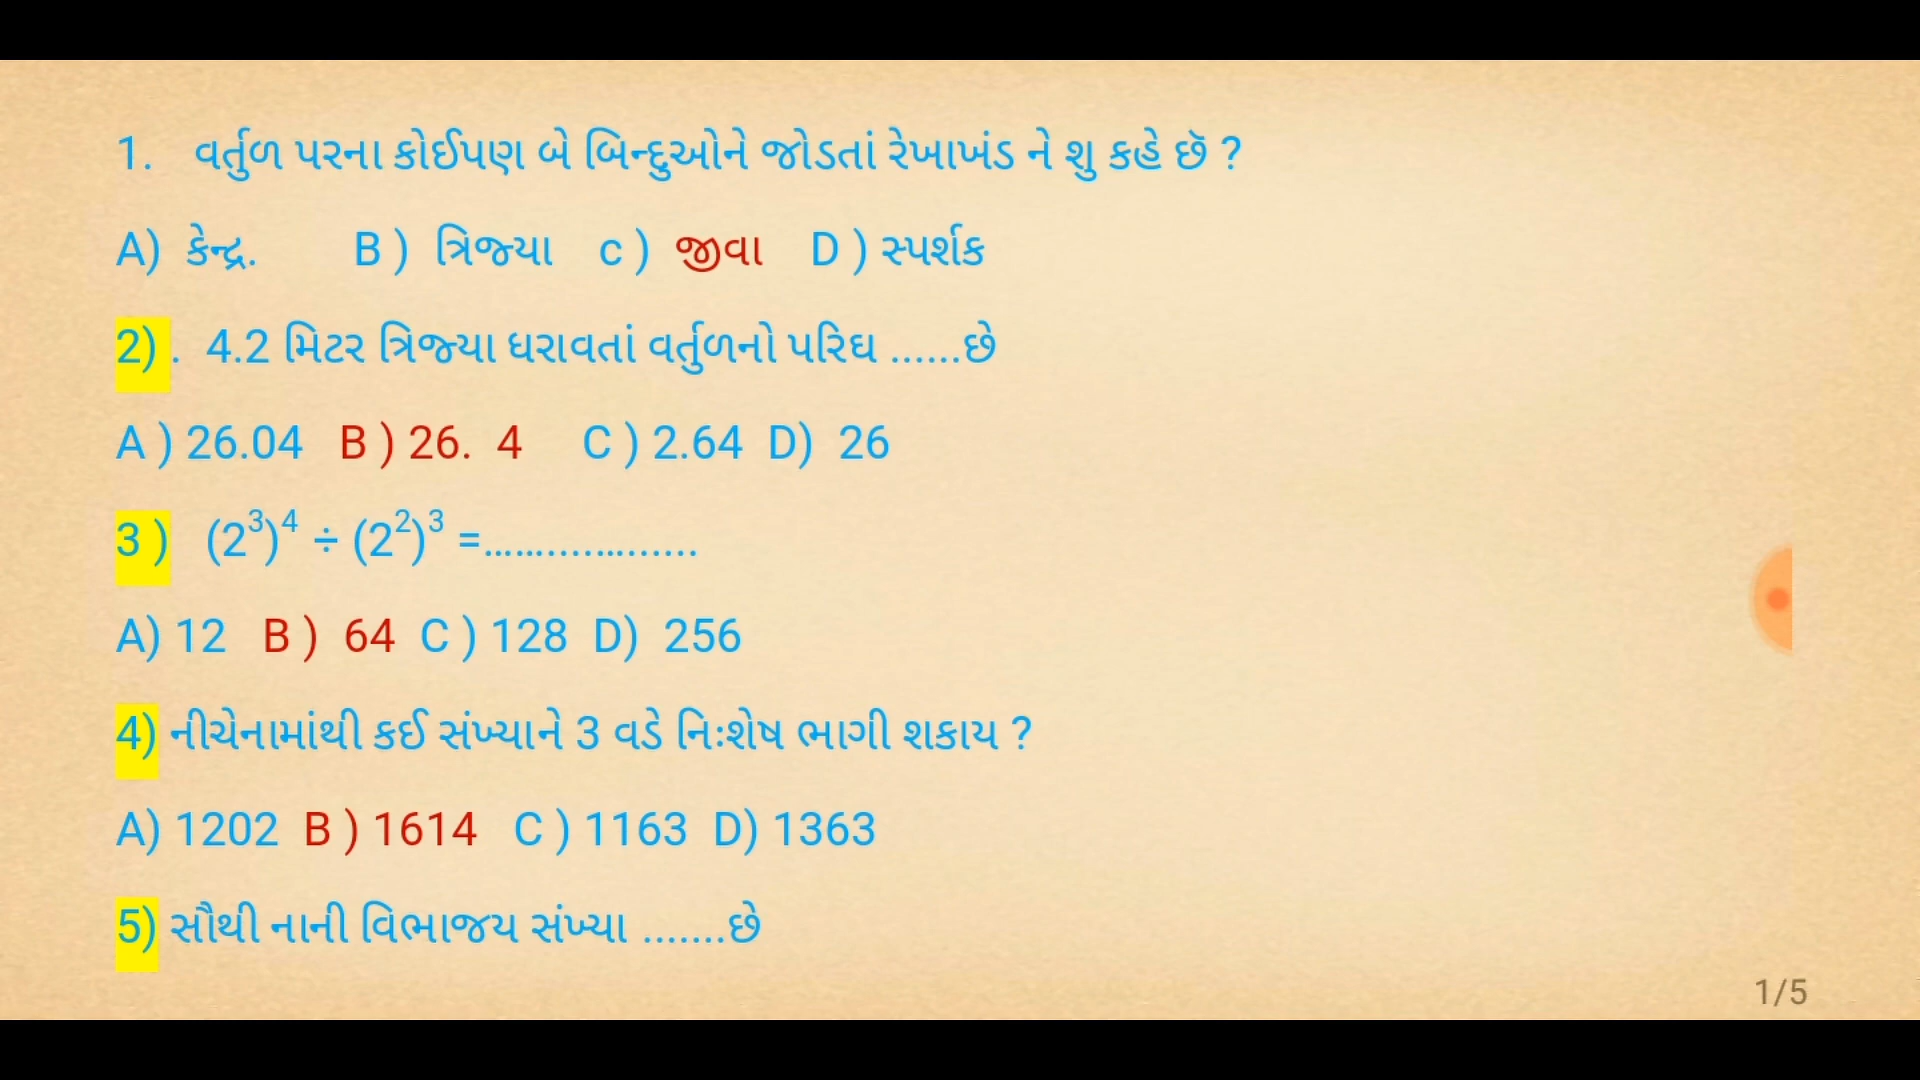 1. વર્તુળ પરના કોઈપણ બે બિન્દુઓને જોડતાં રેખાખંડ ને શુ કહે છૅ ?
A) કેન્દ્ર. B ) ત્રિજ્યા c ) જીવા D ) સ્પર્શક
2) . 4.2 મિટર ત્રિજ્યા ધરાવતાં વર્તુળનો પરિઘ ......છે
A ) 26.04 B ) 26. 4 C ) 2.64 D) 26
3 ) (2³)⁴ ÷ (2²)³ =……....…......
A) 12 B ) 64 C ) 128 D) 256
4) નીચેનામાંથી કઈ સંખ્યાને 3 વડે નિઃશેષ ભાગી શકાય ?
A) 1202 B ) 1614 C ) 1163 D) 1363
5) સૌથી નાની વિભાજય સંખ્યા .......છે
1/5